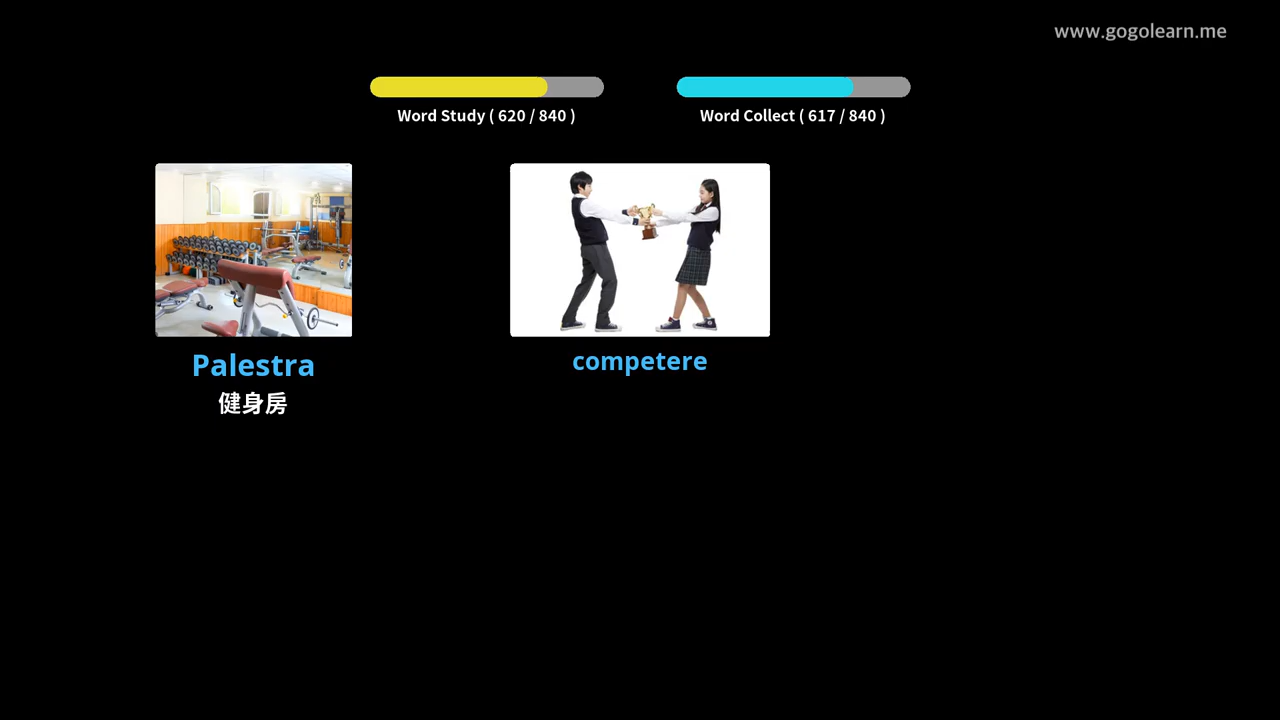 www.gogolearn.me
Word Study ( 620 / 840 )
Word Collect ( 617 / 840 )
Palestra
健身房
competere